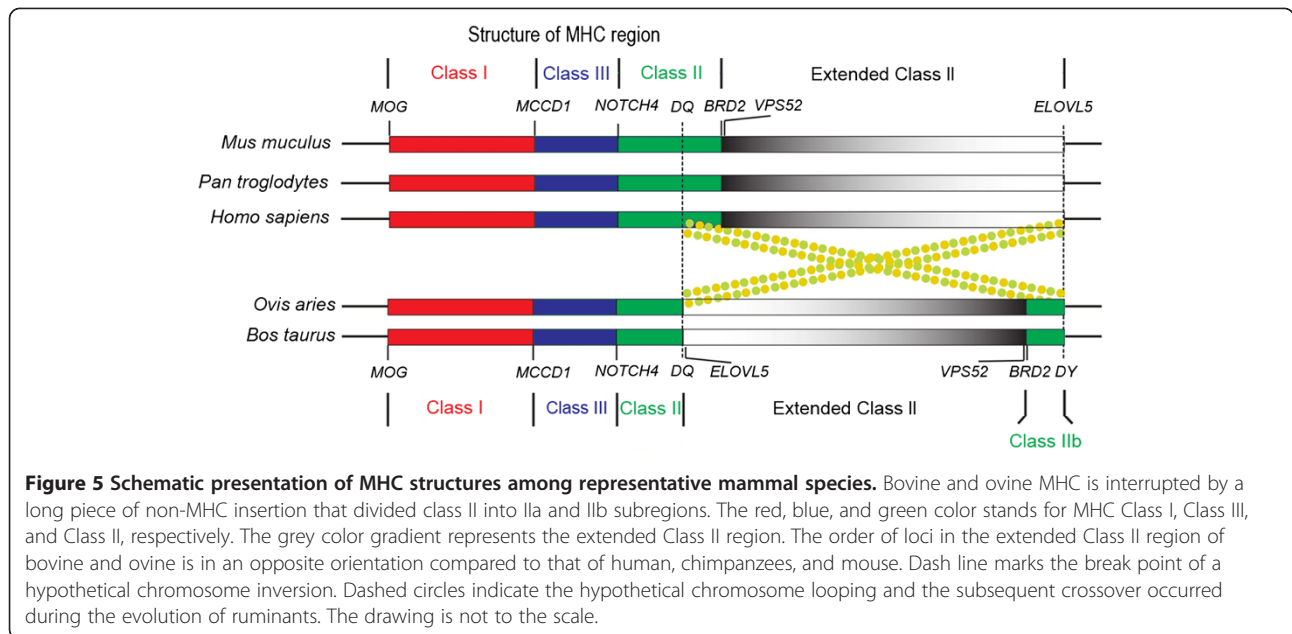 Structure of MHC region
Class I Class III Class II Extended Class II
MOG MCCD1 NOTCH4 DQ BRD2 VPS52 ELOVL5
Mus muculus
Pan troglodytes
Homo sapiens
Ovis aries
Bos taurus
MOG MCCD1 NOTCH4 DQ ELOVL5 VPS52 BRD2 DY
Class I Class III Class II Extended Class II
Class IIb
Figure 5 Schematic presentation of MHC structures among representative mammal species. Bovine and ovine MHC is interrupted by a
long piece of non-MHC insertion that divided class II into IIa and IIb subregions. The red, blue, and green color stands for MHC Class I, Class III,
and Class II, respectively. The grey color gradient represents the extended Class II region. The order of loci in the extended Class II region of
bovine and ovine is in an opposite orientation compared to that of human, chimpanzees, and mouse. Dash line marks the break point of a
hypothetical chromosome inversion. Dashed circles indicate the hypothetical chromosome looping and the subsequent crossover occurred
during the evolution of ruminants. The drawing is not to the scale.